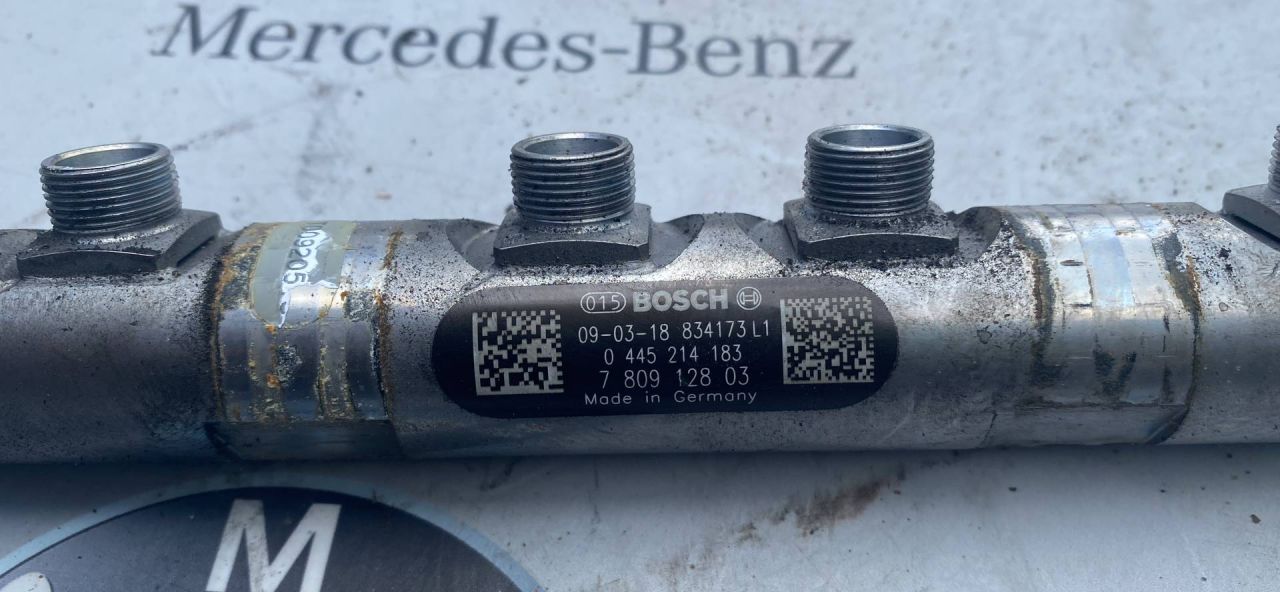 Mercedes-Benz
015 BOSCH
09-03-18 834173 L1
0 445 214 183
7 809 128 03
Made in Germany
M